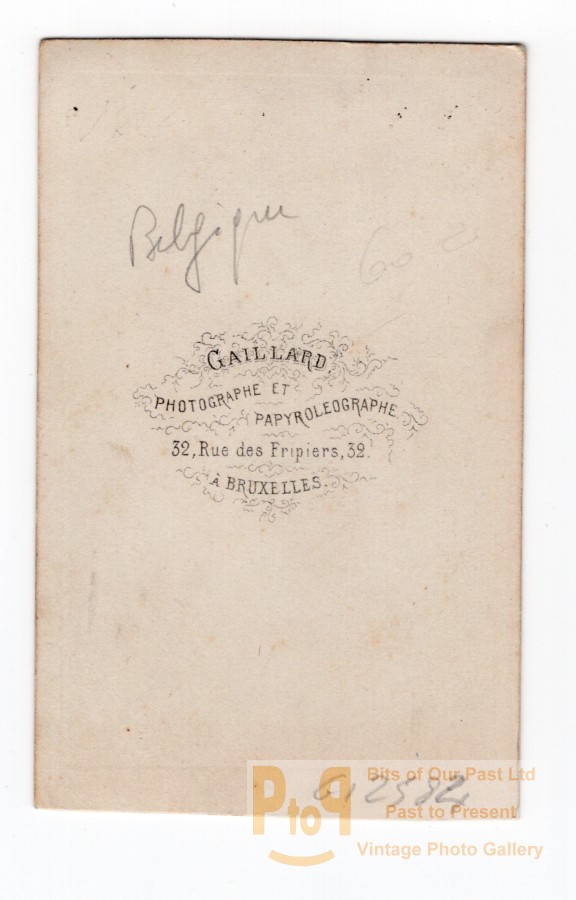 Belgique
60
GAILLARD
PHOTOGRAPHE ET
PAPYROLEOGRAPHE
32, Rue des Fripiers, 32.
À BRUXELLES.
PtoP
Bits of Our Past Ltd
Past to Present
Vintage Photo Gallery